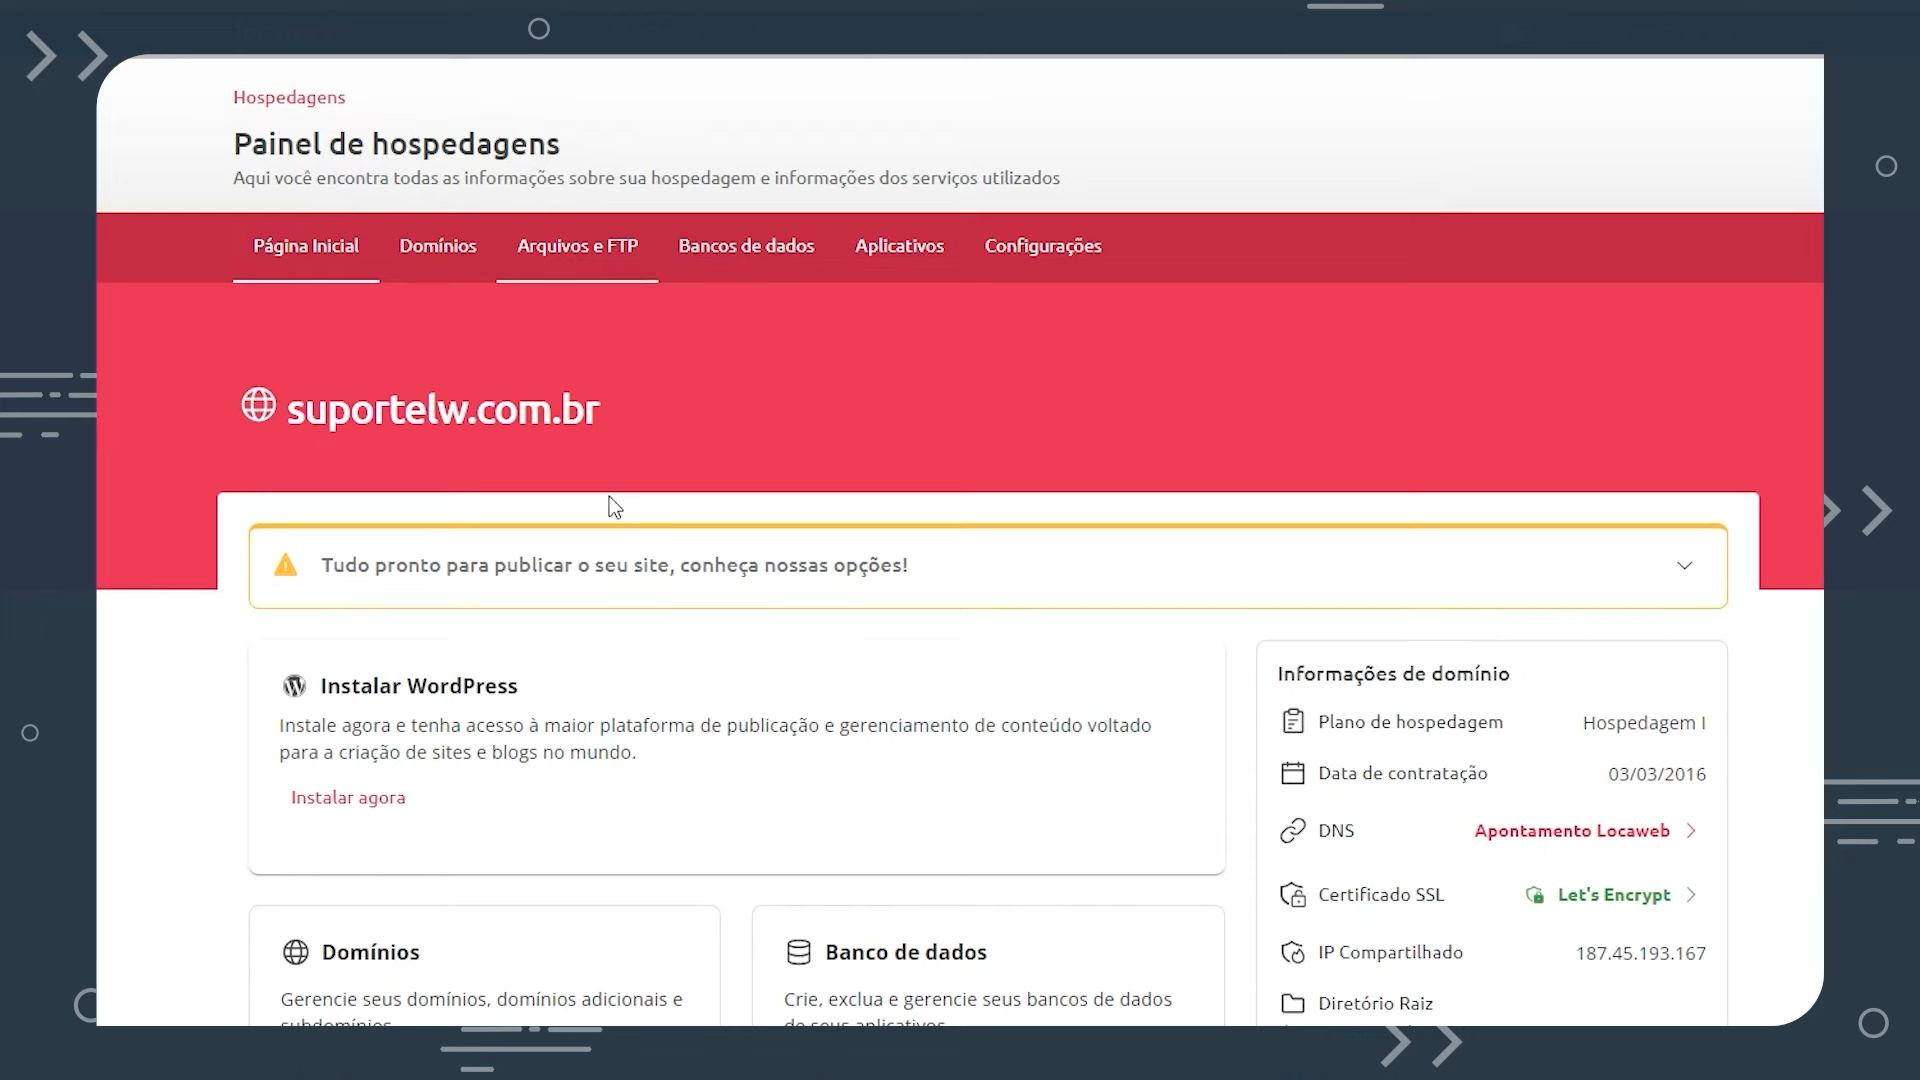 Hospedagens
Painel de hospedagens
Aqui você encontra todas as informações sobre sua hospedagem e informações dos serviços utilizados
Página Inicial Domínios Arquivos e FTP Bancos de dados Aplicativos Configurações
suportelw.com.br
Tudo pronto para publicar o seu site, conheça nossas opções!
Instalar WordPress
Instale agora e tenha acesso à maior plataforma de publicação e gerenciamento de conteúdo voltado
para a criação de sites e blogs no mundo.
Instalar agora
Domínios
Gerencie seus domínios, domínios adicionais e
subdomínios
Banco de dados
Crie, exclua e gerencie seus bancos de dados
de seus aplicativos
Informações de domínio
Plano de hospedagem Hospedagem I
Data de contratação 03/03/2016
DNS Apontamento Locaweb
Certificado SSL Let's Encrypt
IP Compartilhado 187.45.193.167
Diretório Raiz